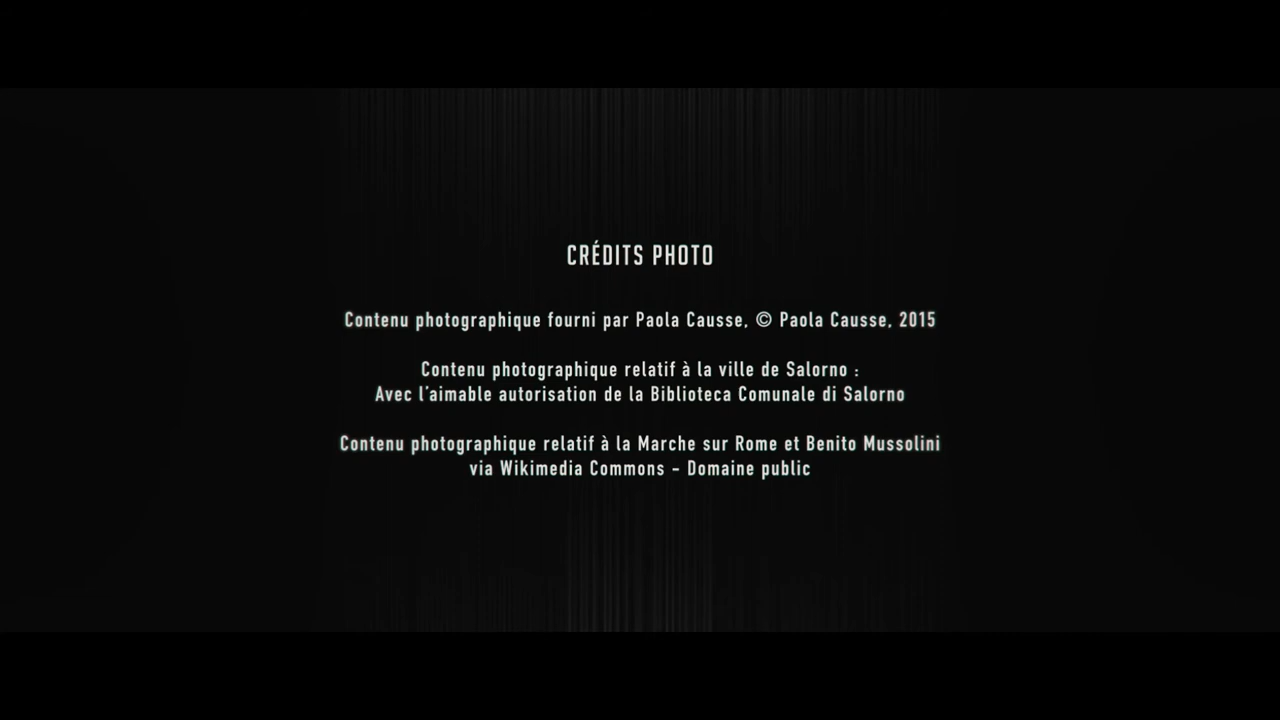 CRÉDITS PHOTO
Contenu photographique fourni par Paola Causse, © Paola Causse, 2015
Contenu photographique relatif à la ville de Salorno :
Avec l'aimable autorisation de la Biblioteca Comunale di Salorno
Contenu photographique relatif à la Marche sur Rome et Benito Mussolini
via Wikimedia Commons - Domaine public